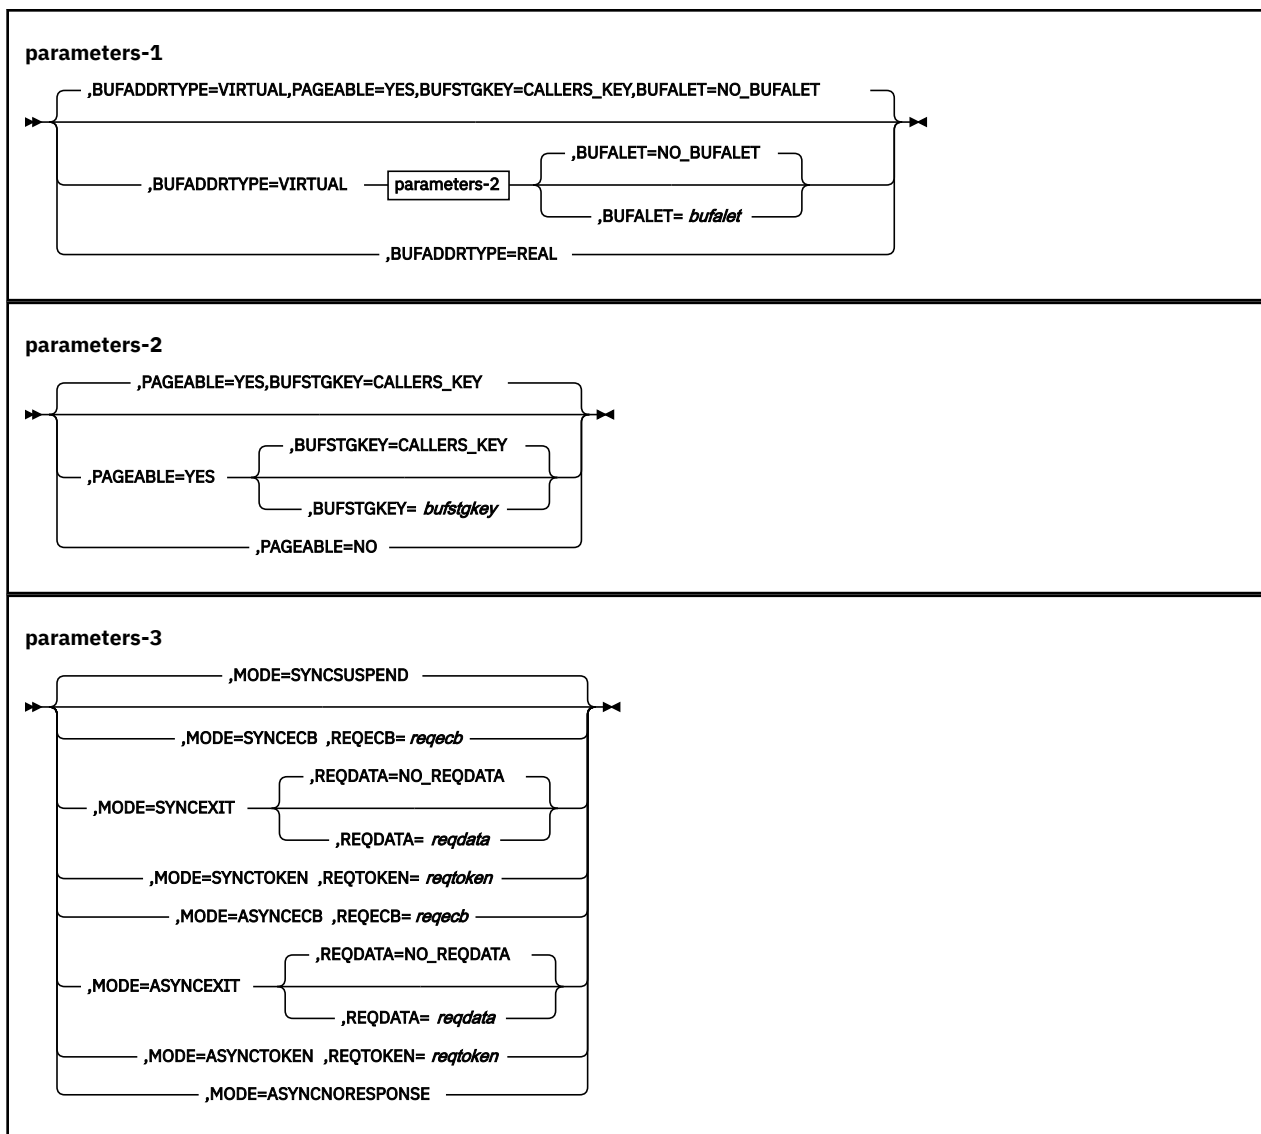 parameters-1
,BUFADDRTYPE=VIRTUAL,PAGEABLE=YES,BUFSTGKEY=CALLERS_KEY,BUFALET=NO_BUFALET
,BUFALET=NO_BUFALET
,BUFADDRTYPE=VIRTUAL parameters-2
,BUFALET= bufalet
,BUFADDRTYPE=REAL
parameters-2
,PAGEABLE=YES,BUFSTGKEY=CALLERS_KEY
,BUFSTGKEY=CALLERS_KEY
,PAGEABLE=YES
,BUFSTGKEY= bufstgkey
,PAGEABLE=NO
parameters-3
,MODE=SYNCSUSPEND
,MODE=SYNCECB ,REQECB= reqecb
,REQDATA=NO_REQDATA
,MODE=SYNCEXIT
,REQDATA= reqdata
,MODE=SYNCTOKEN ,REQTOKEN= reqtoken
,MODE=ASYNCECB ,REQECB= reqecb
,REQDATA=NO_REQDATA
,MODE=ASYNCEXIT
,REQDATA= reqdata
,MODE=ASYNCTOKEN ,REQTOKEN= reqtoken
,MODE=ASYNCNORESPONSE